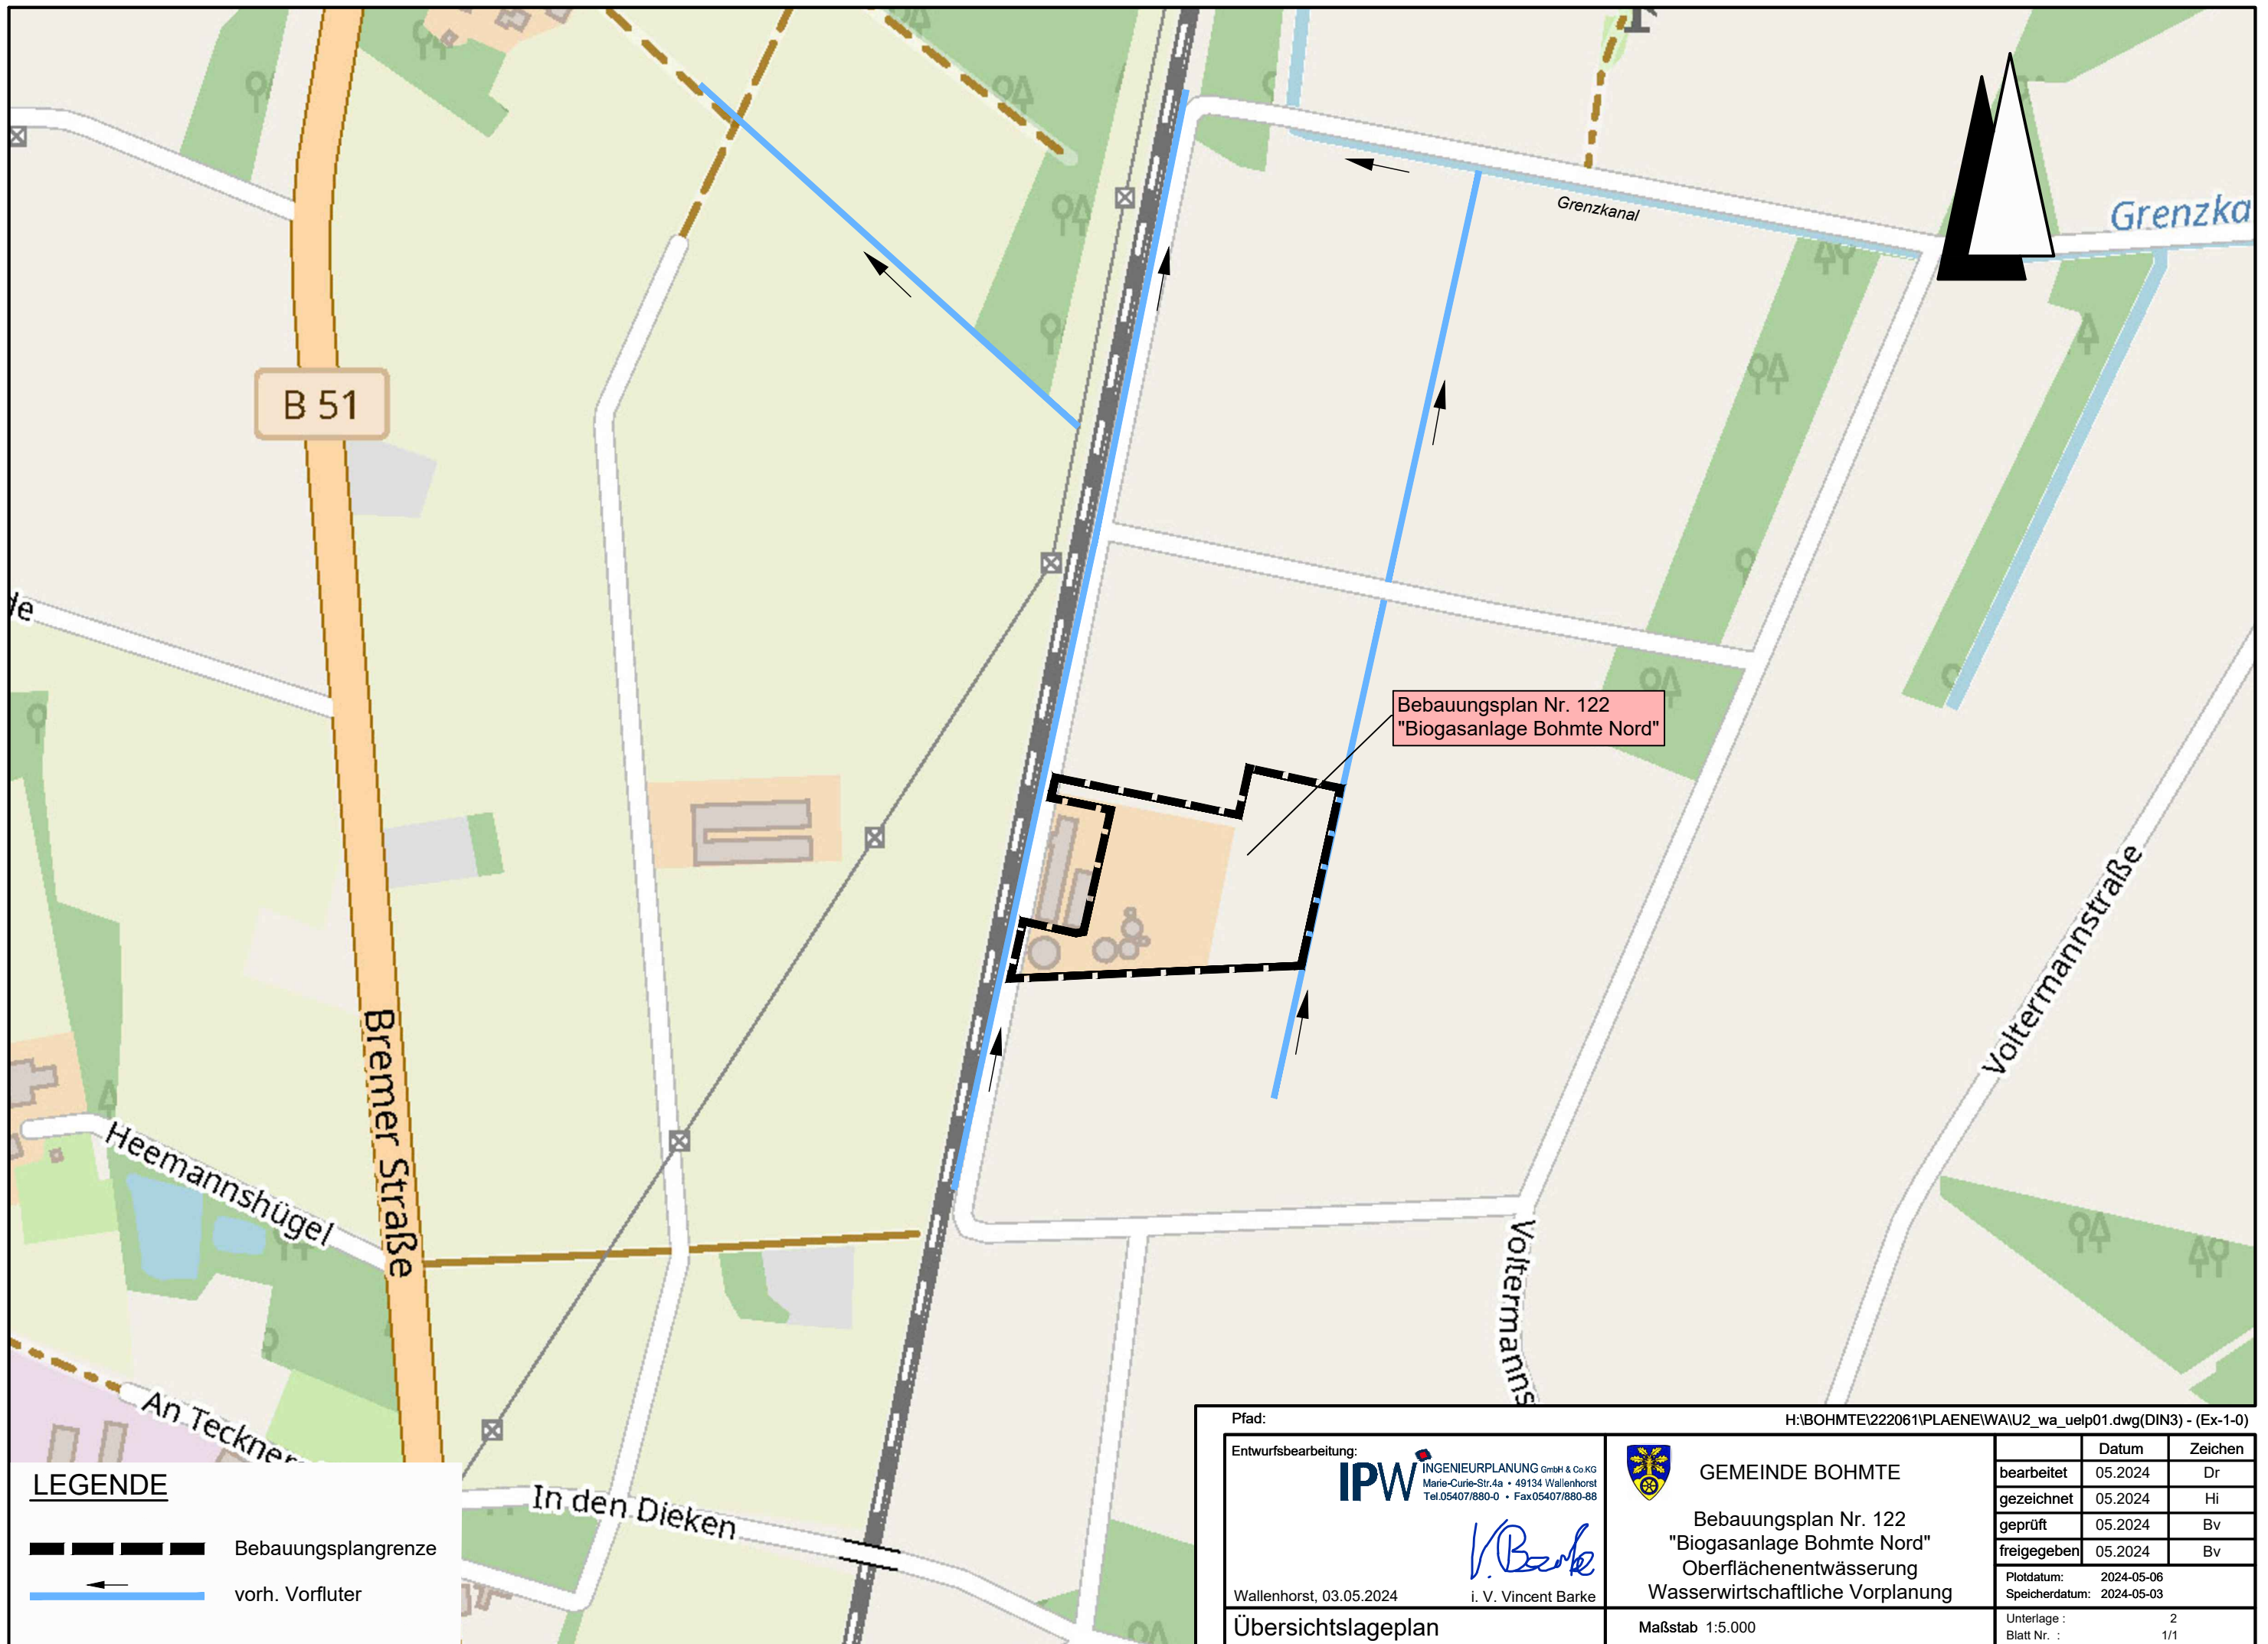 Grenzkanal
Grenzka
B 51
de
Bebauungsplan Nr. 122
"Biogasanlage Bohmte Nord"
Voltermannstraße
Bremer Straße
Heemannshügel
Voltermanns
An Teckner
In den Dieken
LEGENDE
Bebauungsplangrenze
vorh. Vorfluter
Pfad: H:\BOHMTE\222061\PLAENE\WA\U2_wa_uelp01.dwg(DIN3) - (Ex-1-0)
Entwurfsbearbeitung:
IPW INGENIEURPLANUNG GmbH & Co.KG
Marie-Curie-Str.4a • 49134 Wallenhorst
Tel.05407/880-0 • Fax05407/880-88
Wallenhorst, 03.05.2024 i. V. Vincent Barke
Übersichtslageplan
GEMEINDE BOHMTE
Bebauungsplan Nr. 122
"Biogasanlage Bohmte Nord"
Oberflächenentwässerung
Wasserwirtschaftliche Vorplanung
Maßstab 1:5.000
Datum Zeichen
bearbeitet 05.2024 Dr
gezeichnet 05.2024 Hi
geprüft 05.2024 Bv
freigegeben 05.2024 Bv
Plotdatum: 2024-05-06
Speicherdatum: 2024-05-03
Unterlage : 2
Blatt Nr. : 1/1